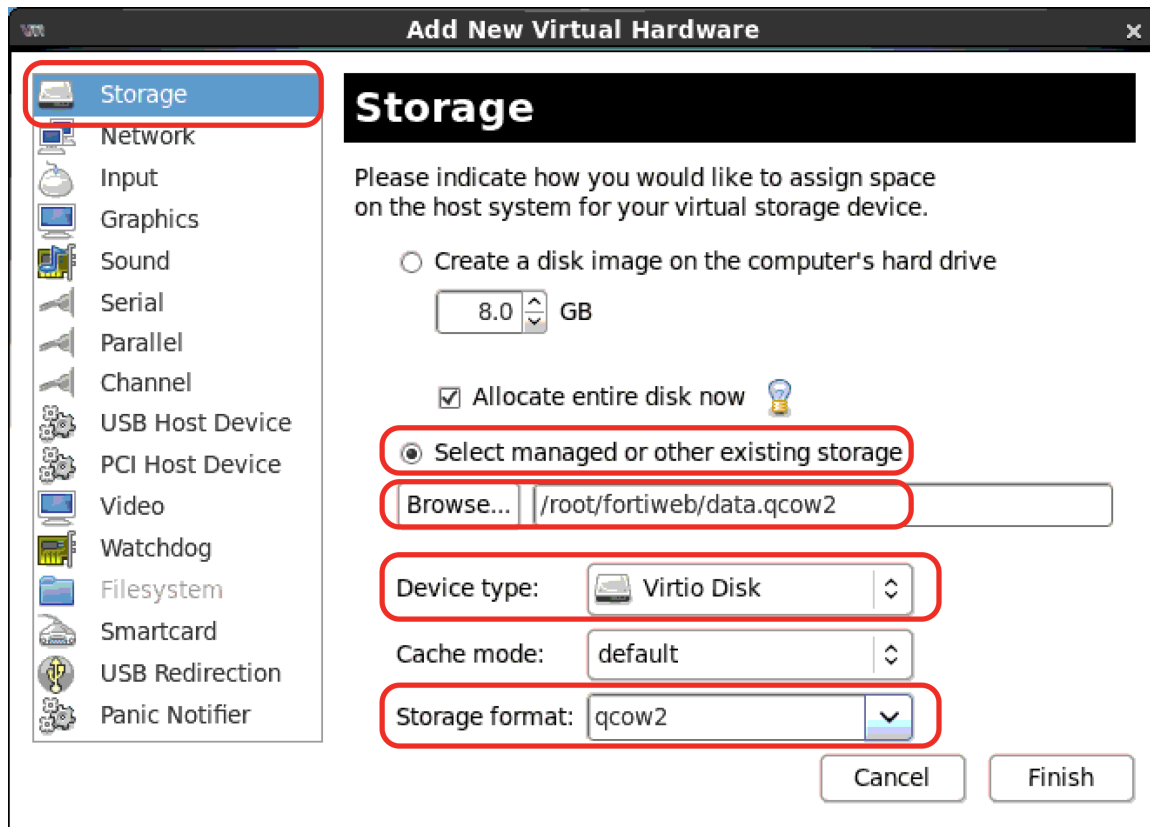 Add New Virtual Hardware
Storage
Network
Input
Graphics
Sound
Serial
Parallel
Channel
USB Host Device
PCI Host Device
Video
Watchdog
Filesystem
Smartcard
USB Redirection
Panic Notifier
Storage
Please indicate how you would like to assign space
on the host system for your virtual storage device.
Create a disk image on the computer's hard drive
8.0 GB
Allocate entire disk now
Select managed or other existing storage
Browse... /root/fortiweb/data.qcow2
Device type: Virtio Disk
Cache mode: default
Storage format: qcow2
Cancel Finish